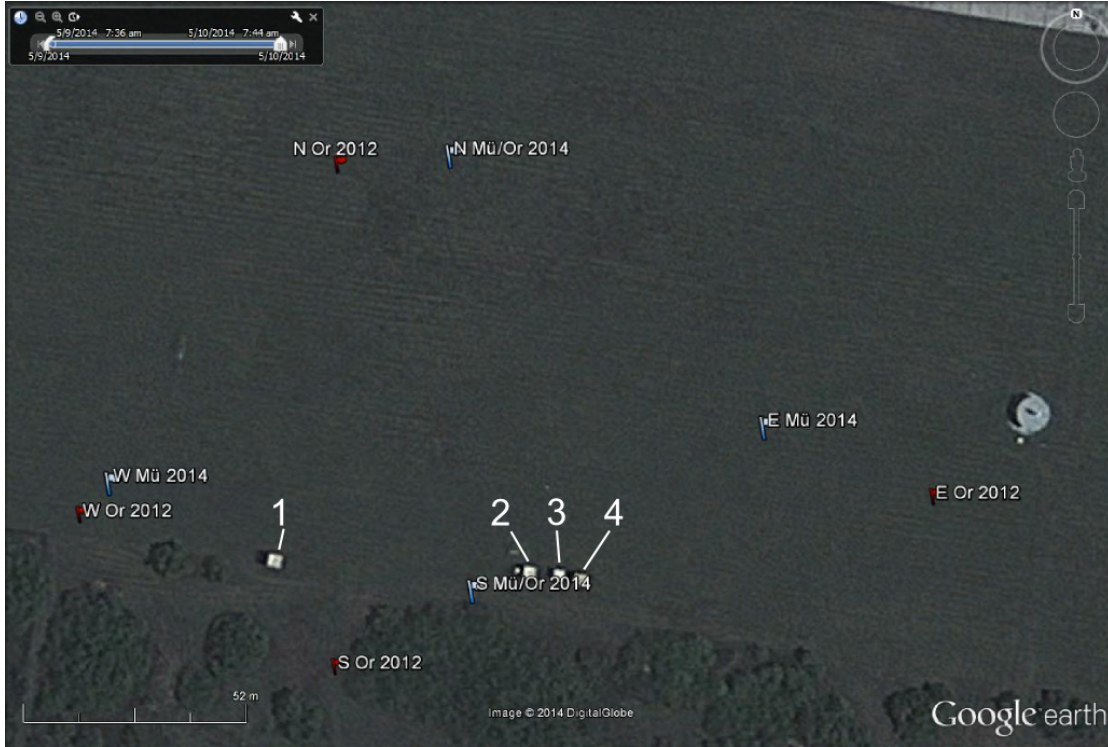 5/9/2014 7:36 am
5/10/2014 7:44 am
5/9/2014
5/10/2014
N
N Or 2012
N Mü/Or 2014
E Mü 2014
W Mü 2014
E Or 2012
W Or 2012
1
2
3
4
S Mü/Or 2014
S Or 2012
52 m
Image © 2014 DigitalGlobe
Google earth